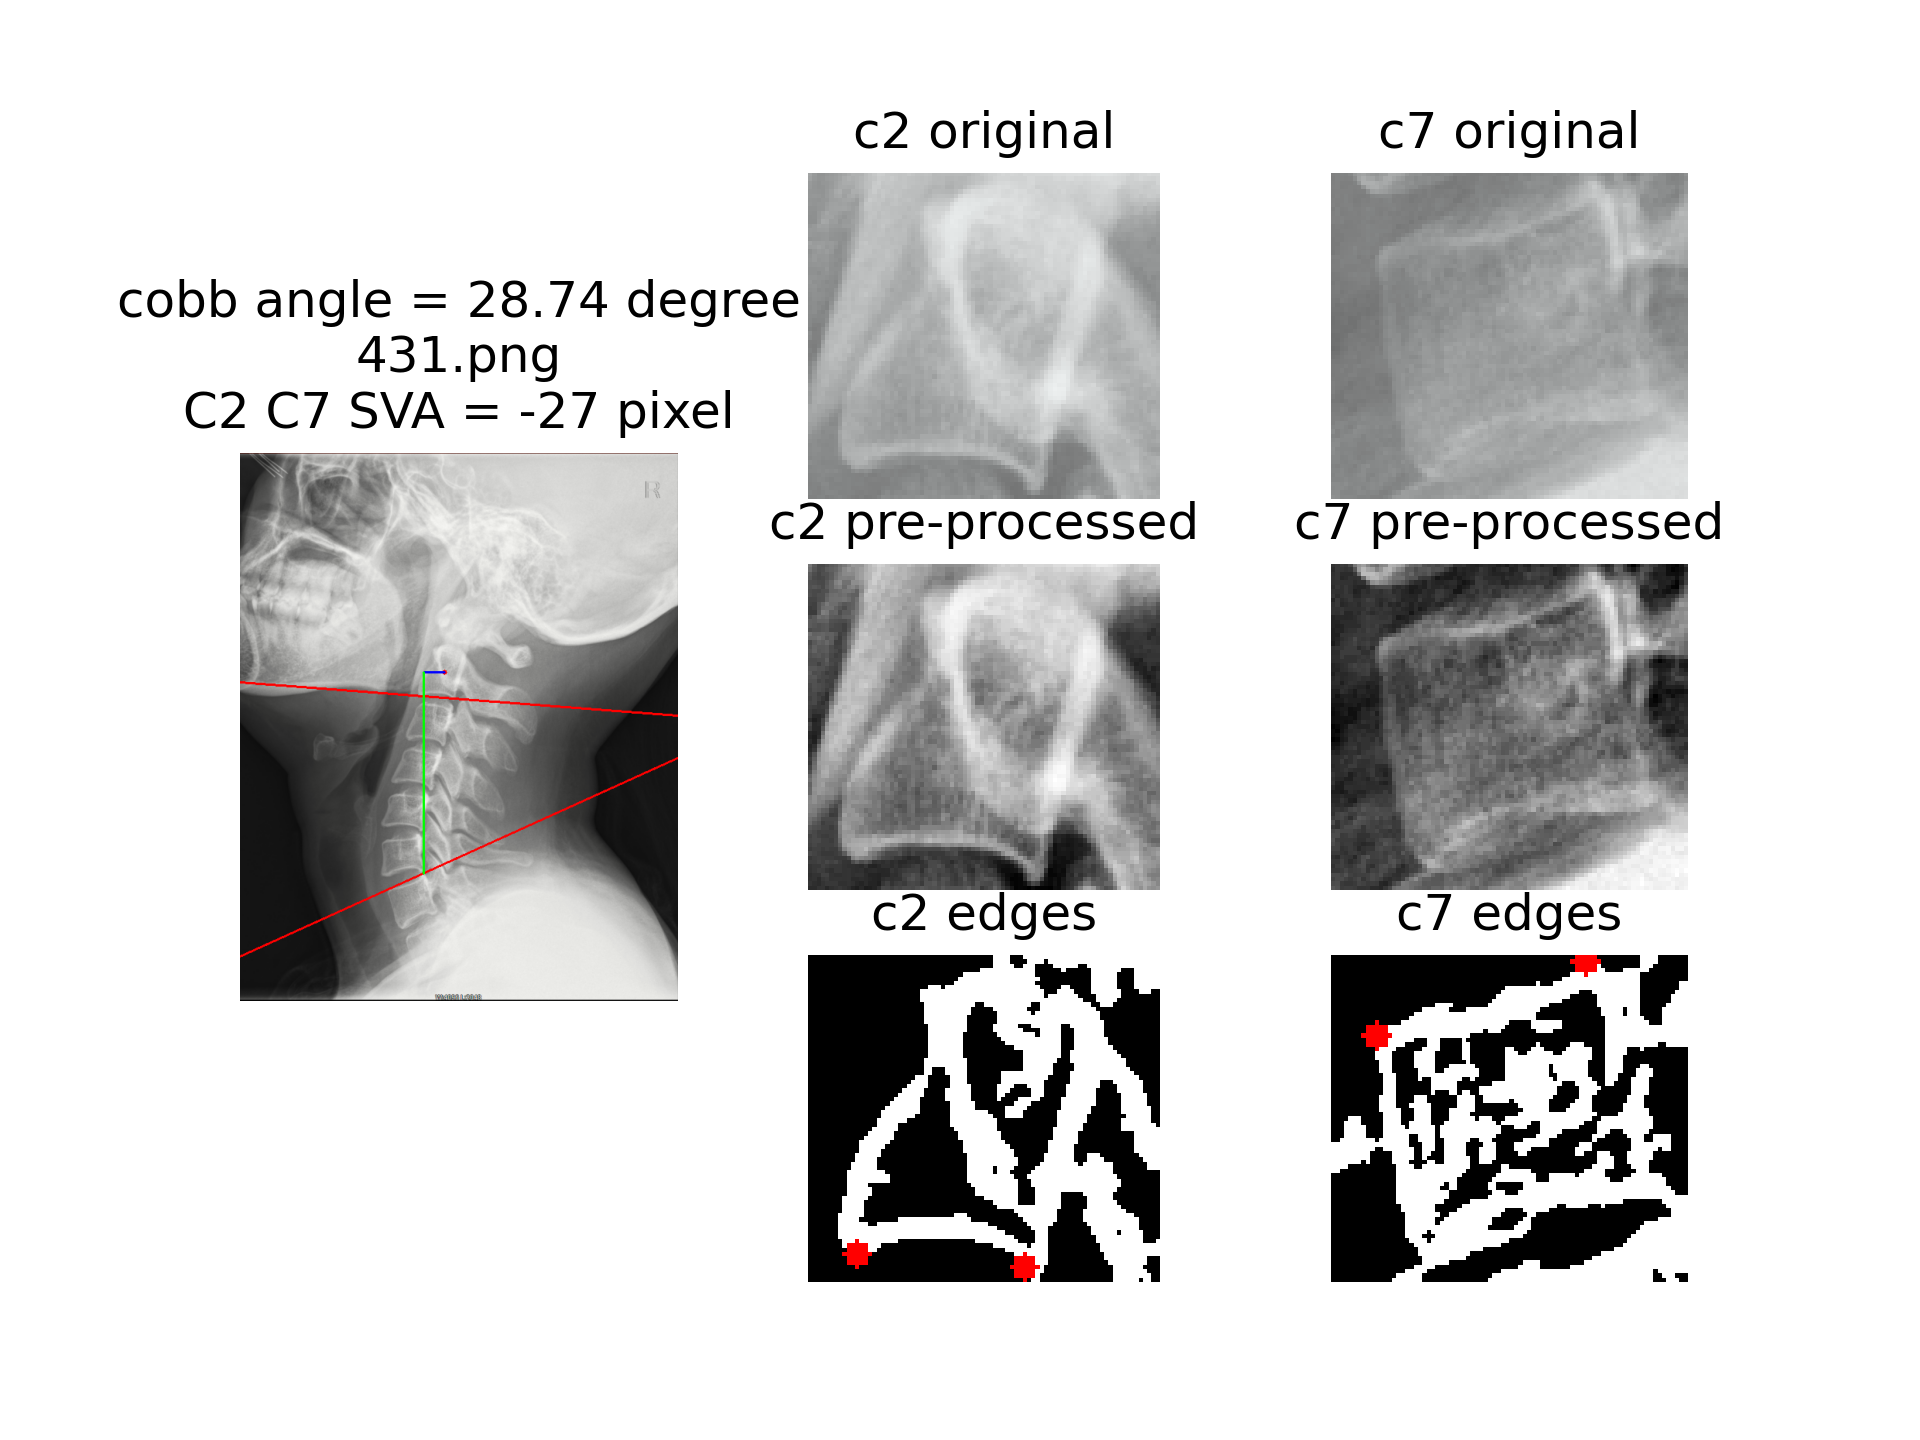 cobb angle = 28.74 degree
431.png
C2 C7 SVA = -27 pixel
R
c2 original
c7 original
c2 pre-processed
c7 pre-processed
c2 edges
c7 edges